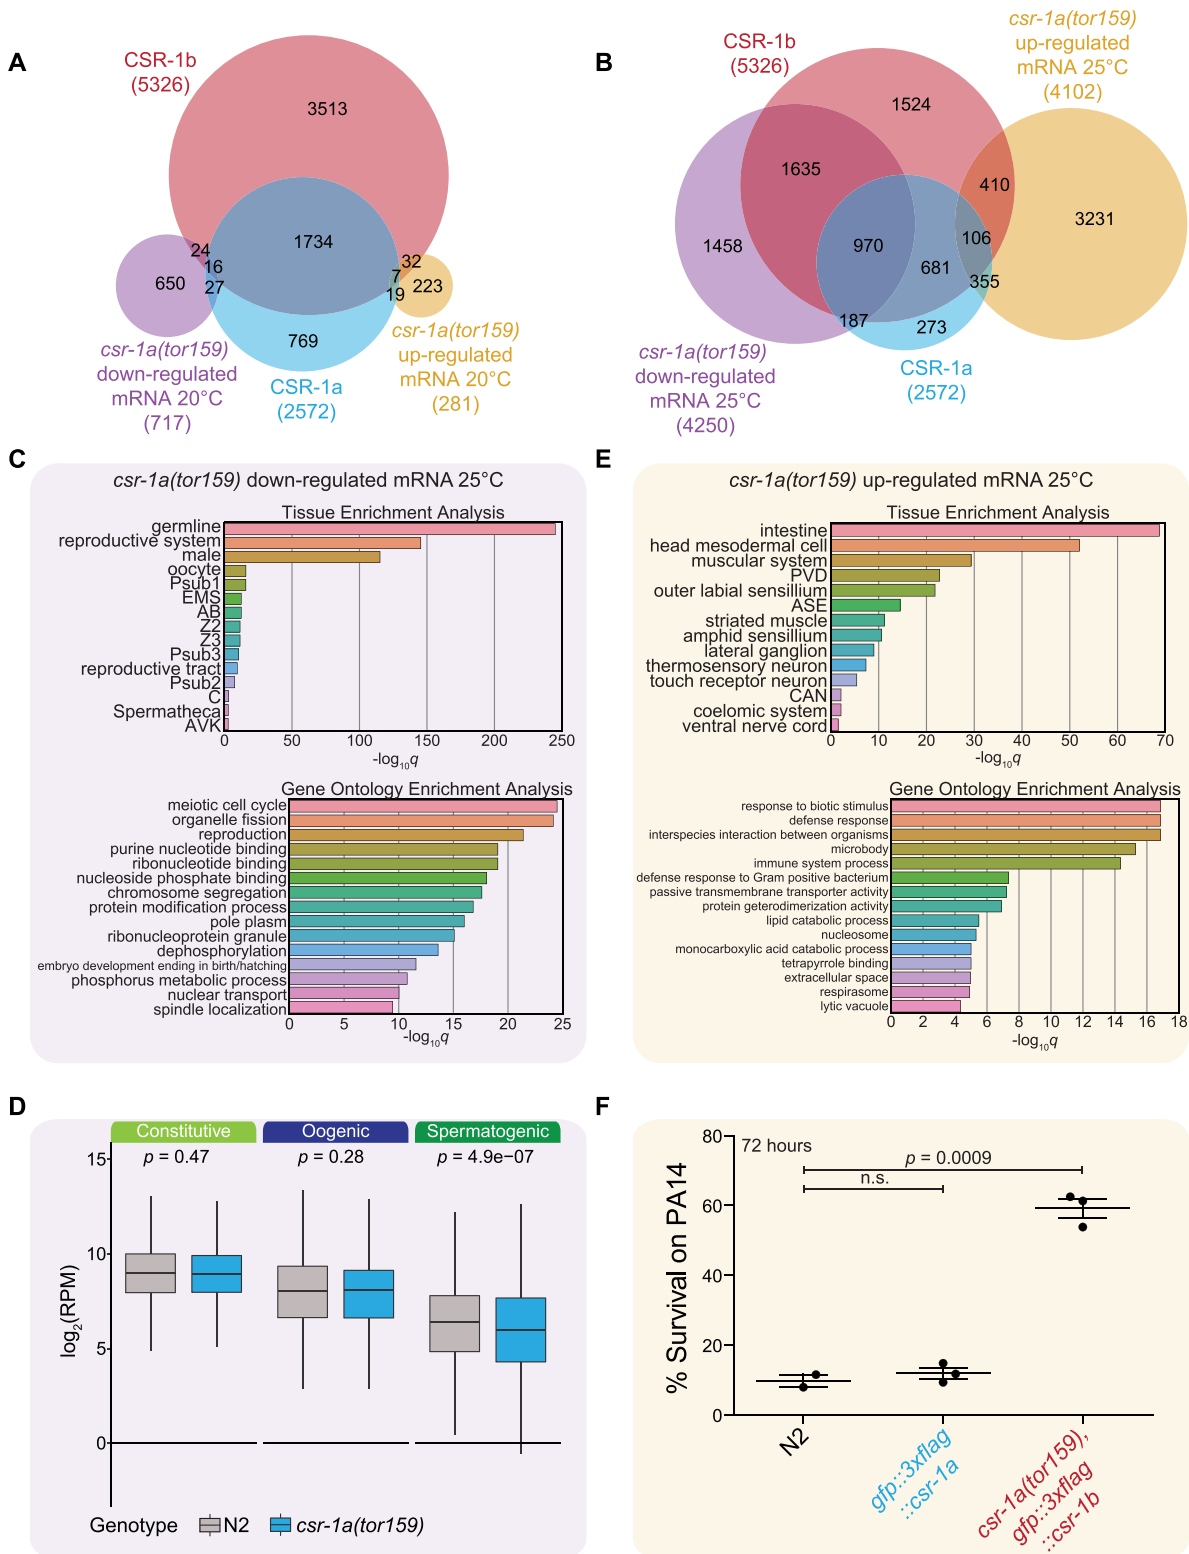 A
CSR-1b
(5326)
3513
1734
24
16
27
650
32
7
19
223
769
csr-1a(tor159)
down-regulated
mRNA 20°C
(717)
CSR-1a
(2572)
csr-1a(tor159)
up-regulated
mRNA 20°C
(281)
B
CSR-1b
(5326)
csr-1a(tor159)
up-regulated
mRNA 25°C
(4102)
1524
1635
410
3231
1458
970
106
681
355
187
273
csr-1a(tor159)
down-regulated
mRNA 25°C
(4250)
CSR-1a
(2572)
C
csr-1a(tor159) down-regulated mRNA 25°C
Tissue Enrichment Analysis
germline
reproductive system
male
oocyte
Psub1
EMS
AB
Z2
Z3
Psub3
reproductive tract
Psub2
C
Spermatheca
AVK
0 50 100 150 200 250
-log10q
Gene Ontology Enrichment Analysis
meiotic cell cycle
organelle fission
reproduction
purine nucleotide binding
ribonucleotide binding
nucleoside phosphate binding
chromosome segregation
protein modification process
pole plasm
ribonucleoprotein granule
dephosphorylation
embryo development ending in birth/hatching
phosphorus metabolic process
nuclear transport
spindle localization
0 5 10 15 20 25
-log10q
E
csr-1a(tor159) up-regulated mRNA 25°C
Tissue Enrichment Analysis
intestine
head mesodermal cell
muscular system
PVD
outer labial sensillium
ASE
striated muscle
amphid sensillium
lateral ganglion
thermosensory neuron
touch receptor neuron
CAN
coelomic system
ventral nerve cord
0 10 20 30 40 50 60 70
-log10q
Gene Ontology Enrichment Analysis
response to biotic stimulus
defense response
interspecies interaction between organisms
microbody
immune system process
defense response to Gram positive bacterium
passive transmembrane transporter activity
protein geterodimerization activity
lipid catabolic process
nucleosome
monocarboxylic acid catabolic process
tetrapyrrole binding
extracellular space
respirasome
lytic vacuole
0 2 4 6 8 10 12 14 16 18
-log10q
D
Constitutive Oogenic Spermatogenic
p = 0.47 p = 0.28 p = 4.9e−07
15
10
5
0
log2(RPM)
Genotype N2 csr-1a(tor159)
F
72 hours
p = 0.0009
n.s.
80
60
40
20
0
% Survival on PA14
N2
gfp::3xflag
::csr-1a
csr-1a(tor159),
gfp::3xflag
::csr-1b